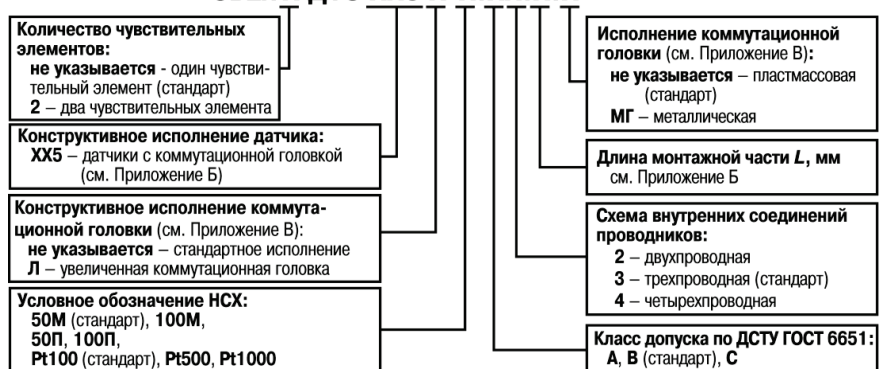 Количество чувствительных
элементов:
не указывается - один чувстви-
тельный элемент (стандарт)
2 – два чувствительных элемента
Конструктивное исполнение датчика:
ХХ5 – датчики с коммутационной головкой
(см. Приложение Б)
Конструктивное исполнение коммута-
ционной головки (см. Приложение В):
не указывается – стандартное исполнение
Л – увеличенная коммутационная головка
Условное обозначение НСХ:
50М (стандарт), 100М,
50П, 100П,
Pt100 (стандарт), Pt500, Pt1000
Исполнение коммутационной
головки (см. Приложение В):
не указывается – пластмассовая
(стандарт)
МГ – металлическая
Длина монтажной части L, мм
см. Приложение Б
Схема внутренних соединений
проводников:
2 – двухпроводная
3 – трехпроводная (стандарт)
4 – четырехпроводная
Класс допуска по ДСТУ ГОСТ 6651:
А, В (стандарт), С